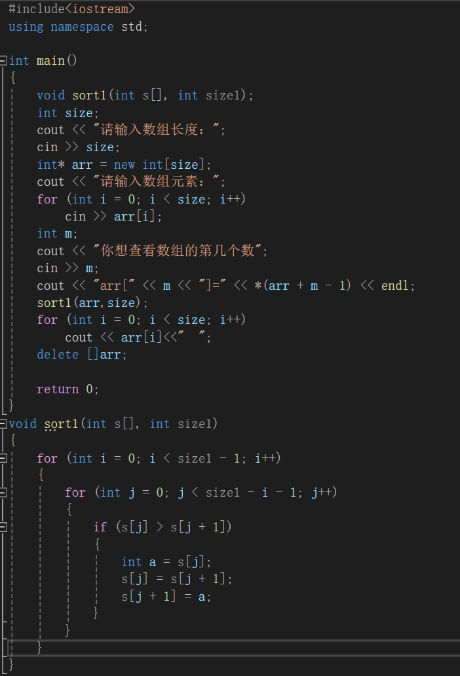 #include<iostream>
using namespace std;

int main()
{
    void sort1(int s[], int size1);
    int size;
    cout << "请输入数组长度：";
    cin >> size;
    int* arr = new int[size];
    cout << "请输入数组元素：";
    for (int i = 0; i < size; i++)
        cin >> arr[i];
    int m;
    cout << "你想查看数组的第几个数";
    cin >> m;
    cout << "arr[" << m << "]=" << *(arr + m - 1) << endl;
    sort1(arr,size);
    for (int i = 0; i < size; i++)
        cout << arr[i]<<"  ";
    delete []arr;

    return 0;
}
void sort1(int s[], int size1)
{
    for (int i = 0; i < size1 - 1; i++)
    {
        for (int j = 0; j < size1 - i - 1; j++)
        {
            if (s[j] > s[j + 1])
            {
                int a = s[j];
                s[j] = s[j + 1];
                s[j + 1] = a;
            }
        }
    }
}